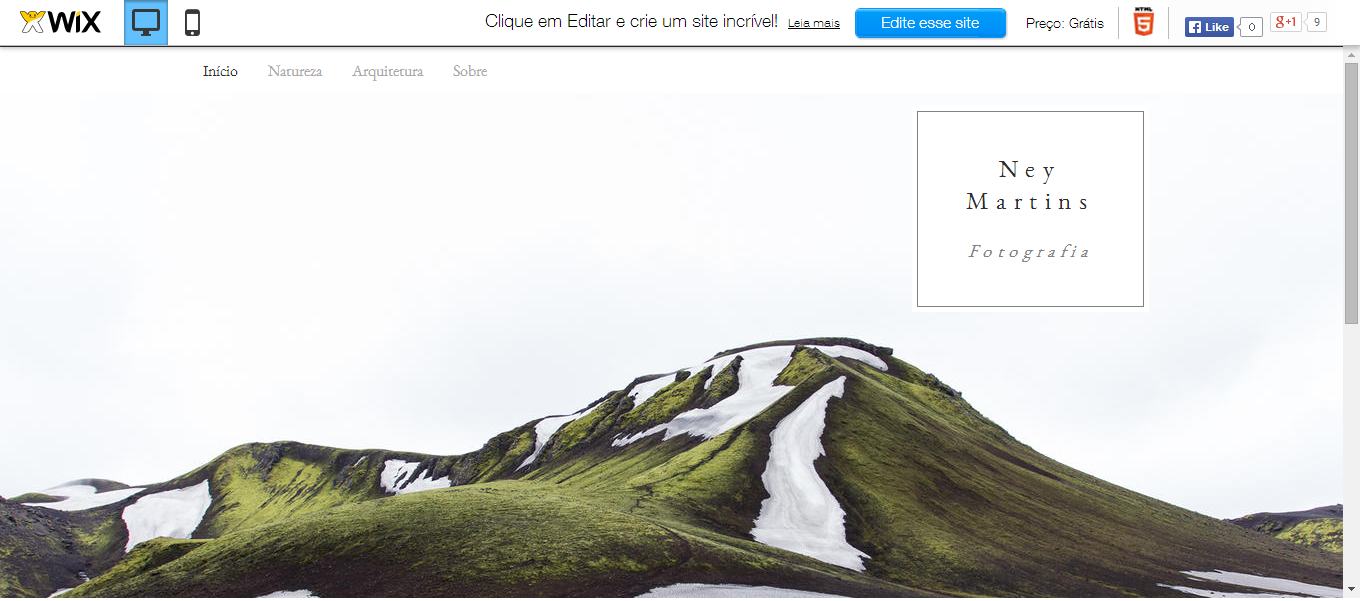 WiX Clique em Editar e crie um site incrível! Leia mais Edite esse site Preço: Grátis HTML 5 Like 0 g+1 9
Início Natureza Arquitetura Sobre
Ney
Martins
Fotografia